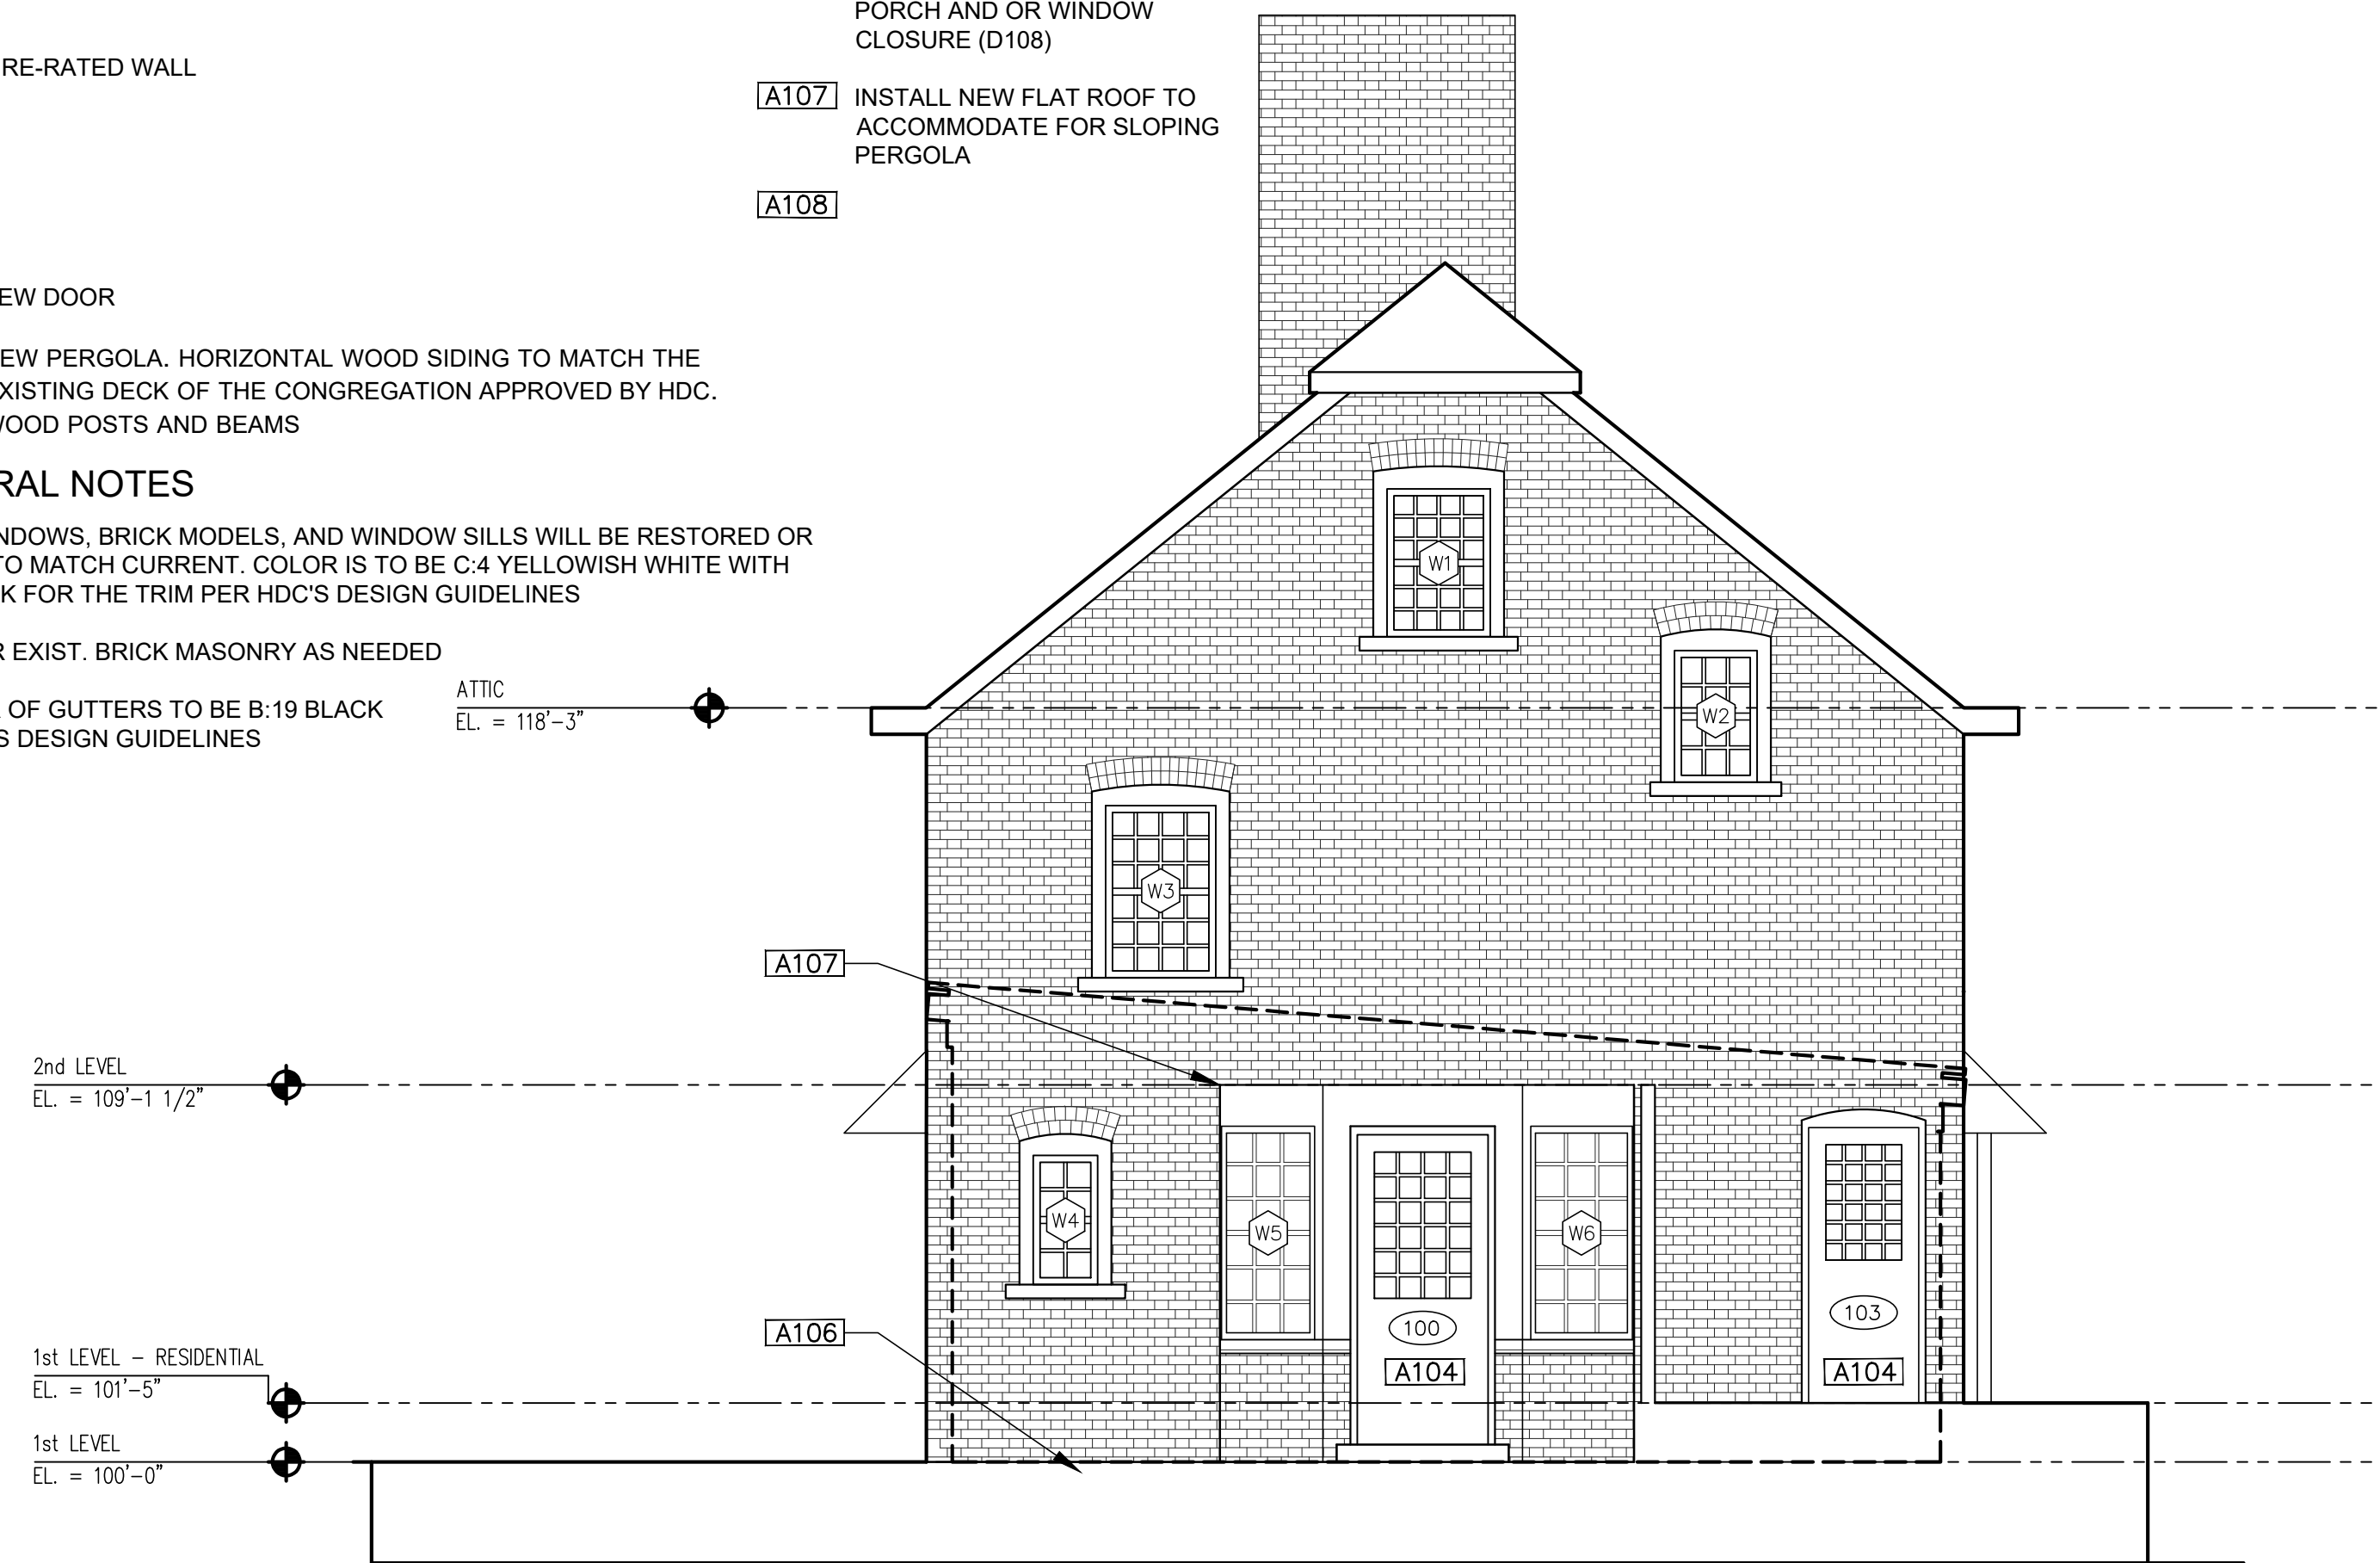 PORCH AND OR WINDOW
CLOSURE (D108)
RE-RATED WALL
A107 INSTALL NEW FLAT ROOF TO
ACCOMMODATE FOR SLOPING
PERGOLA
A108
EW DOOR
EW PERGOLA. HORIZONTAL WOOD SIDING TO MATCH THE
XISTING DECK OF THE CONGREGATION APPROVED BY HDC.
WOOD POSTS AND BEAMS
RAL NOTES
NDOWS, BRICK MODELS, AND WINDOW SILLS WILL BE RESTORED OR
TO MATCH CURRENT. COLOR IS TO BE C:4 YELLOWISH WHITE WITH
K FOR THE TRIM PER HDC'S DESIGN GUIDELINES
R EXIST. BRICK MASONRY AS NEEDED
OF GUTTERS TO BE B:19 BLACK
S DESIGN GUIDELINES
ATTIC
EL. = 118'-3"
W1
W2
W3
A107
2nd LEVEL
EL. = 109'-1 1/2"
W4
W5
W6
A106
100
103
A104
A104
1st LEVEL - RESIDENTIAL
EL. = 101'-5"
1st LEVEL
EL. = 100'-0"